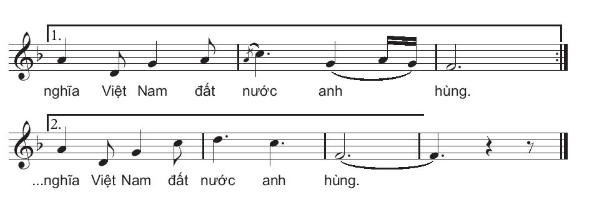 1.
nghĩa Việt Nam đất nước anh hùng.
2.
...nghĩa Việt Nam đất nước anh hùng.